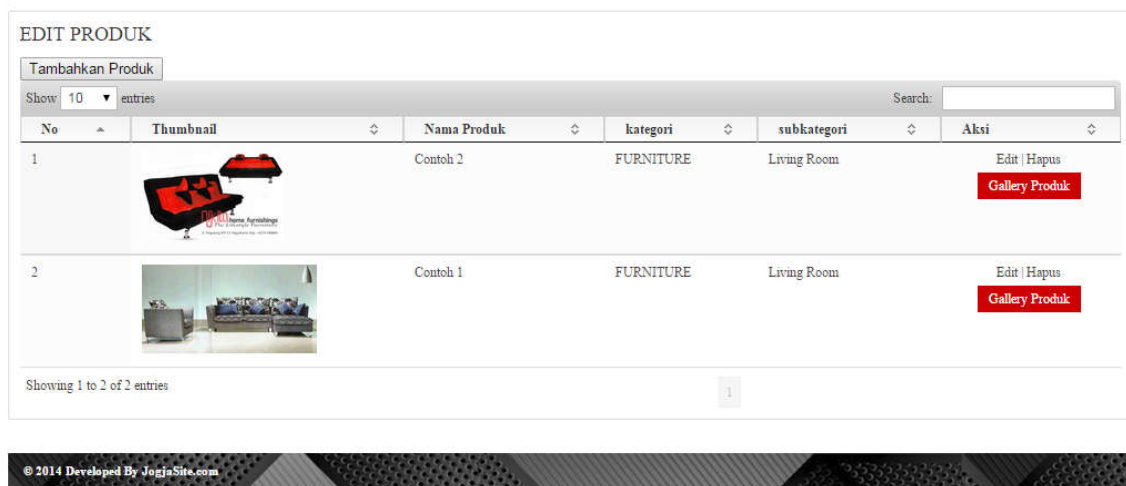 EDIT PRODUK
Tambahkan Produk
Show 10 entries Search:
No Thumbnail Nama Produk kategori subkategori Aksi
1 Contoh 2 FURNITURE Living Room Edit | Hapus
Gallery Produk
home furnishings
2 Contoh 1 FURNITURE Living Room Edit | Hapus
Gallery Produk
Showing 1 to 2 of 2 entries 1
© 2014 Developed By JogjaSite.com